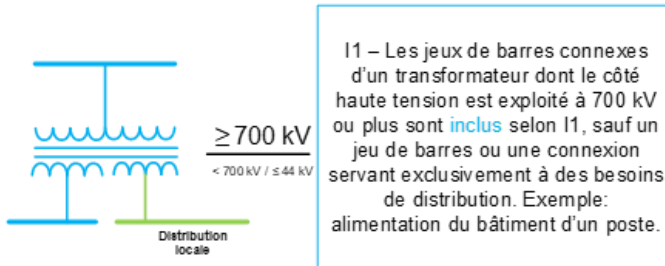 ≥700 kV
< 700 kV / ≤ 44 kV
Distribution
locale
I1 – Les jeux de barres connexes
d'un transformateur dont le côté
haute tension est exploité à 700 kV
ou plus sont inclus selon I1, sauf un
jeu de barres ou une connexion
servant exclusivement à des besoins
de distribution. Exemple:
alimentation du bâtiment d'un poste.